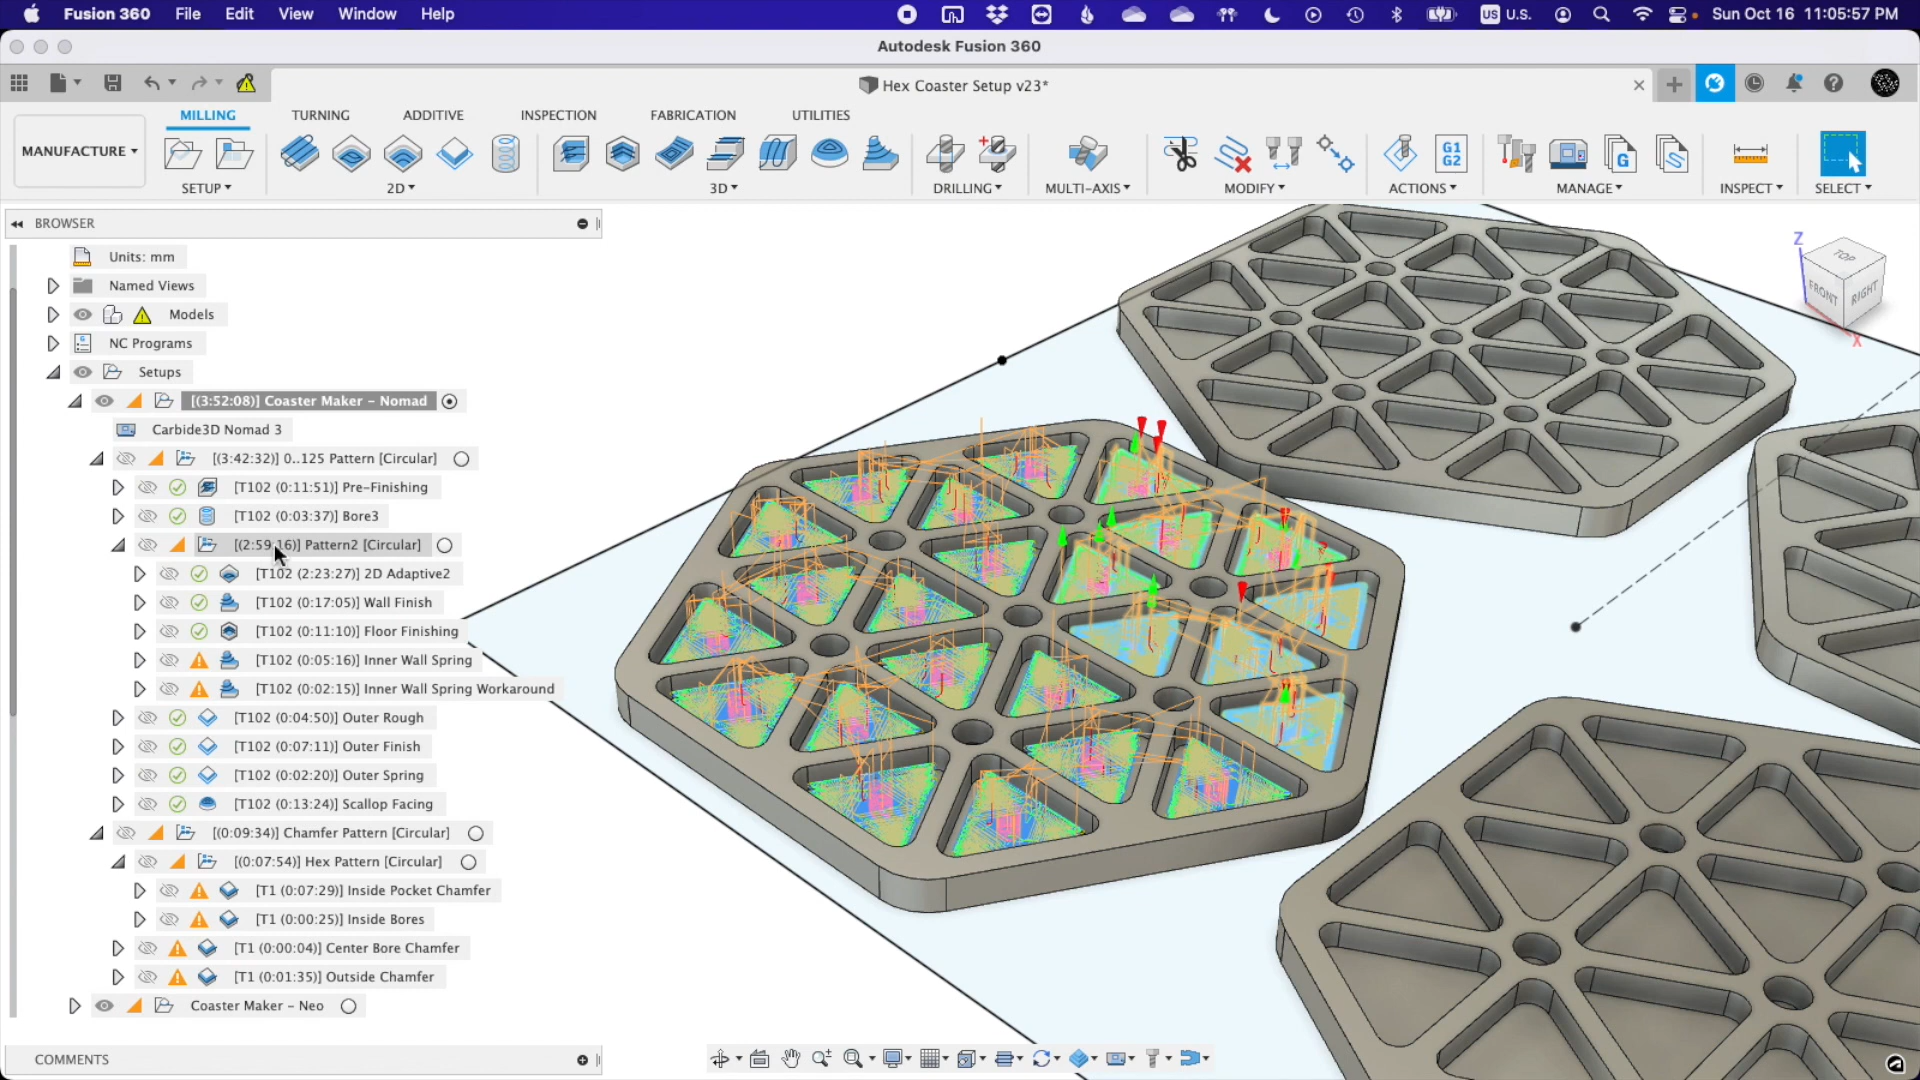 Fusion 360 File Edit View Window Help US U.S. Sun Oct 16 11:05:57 PM
Autodesk Fusion 360
Hex Coaster Setup v23*
MILLING TURNING ADDITIVE INSPECTION FABRICATION UTILITIES
MANUFACTURE
G1
G2
G
SETUP 2D 3D DRILLING MULTI-AXIS MODIFY ACTIONS MANAGE INSPECT SELECT
BROWSER
Units: mm
Named Views
Models
NC Programs
Setups
[(3:52:08)] Coaster Maker - Nomad
Carbide3D Nomad 3
[(3:42:32)] 0..125 Pattern [Circular]
[T102 (0:11:51)] Pre-Finishing
[T102 (0:03:37)] Bore3
[(2:59:16)] Pattern2 [Circular]
[T102 (2:23:27)] 2D Adaptive2
[T102 (0:17:05)] Wall Finish
[T102 (0:11:10)] Floor Finishing
[T102 (0:05:16)] Inner Wall Spring
[T102 (0:02:15)] Inner Wall Spring Workaround
[T102 (0:04:50)] Outer Rough
[T102 (0:07:11)] Outer Finish
[T102 (0:02:20)] Outer Spring
[T102 (0:13:24)] Scallop Facing
[(0:09:34)] Chamfer Pattern [Circular]
[(0:07:54)] Hex Pattern [Circular]
[T1 (0:07:29)] Inside Pocket Chamfer
[T1 (0:00:25)] Inside Bores
[T1 (0:00:04)] Center Bore Chamfer
[T1 (0:01:35)] Outside Chamfer
Coaster Maker - Neo
COMMENTS
Z
TOP
FRONT RIGHT
X